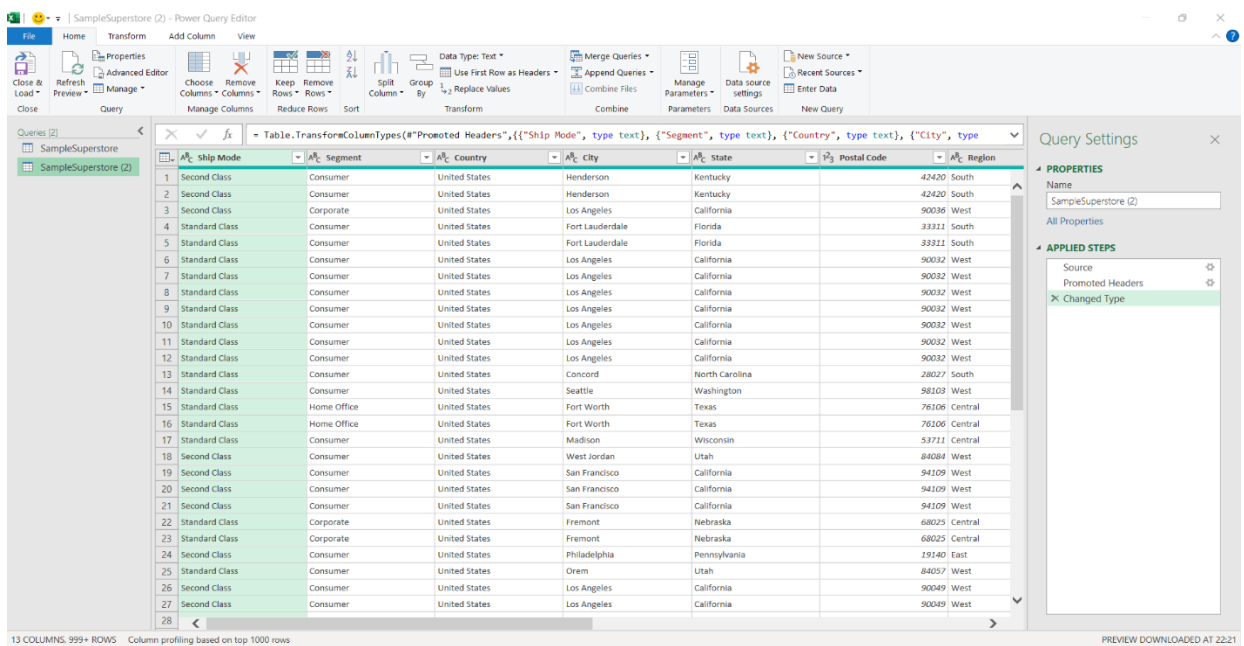 SampleSuperstore (2) - Power Query Editor
File Home Transform Add Column View
Close & Load
Refresh Preview
Properties
Advanced Editor
Manage
Choose Columns
Remove Columns
Keep Rows
Remove Rows
Split Column
Group By
Data Type: Text
Use First Row as Headers
Replace Values
Merge Queries
Append Queries
Combine Files
Manage Parameters
Data source settings
New Source
Recent Sources
Enter Data
Close Query Manage Columns Reduce Rows Sort Transform Combine Parameters Data Sources New Query
Queries [2]
SampleSuperstore
SampleSuperstore (2)
fx = Table.TransformColumnTypes(#"Promoted Headers",{{"Ship Mode", type text}, {"Segment", type text}, {"Country", type text}, {"City", type
ABC Ship Mode ABC Segment ABC Country ABC City ABC State 123 Postal Code ABC Region
1 Second Class Consumer United States Henderson Kentucky 42420 South
2 Second Class Consumer United States Henderson Kentucky 42420 South
3 Second Class Corporate United States Los Angeles California 90036 West
4 Standard Class Consumer United States Fort Lauderdale Florida 33311 South
5 Standard Class Consumer United States Fort Lauderdale Florida 33311 South
6 Standard Class Consumer United States Los Angeles California 90032 West
7 Standard Class Consumer United States Los Angeles California 90032 West
8 Standard Class Consumer United States Los Angeles California 90032 West
9 Standard Class Consumer United States Los Angeles California 90032 West
10 Standard Class Consumer United States Los Angeles California 90032 West
11 Standard Class Consumer United States Los Angeles California 90032 West
12 Standard Class Consumer United States Los Angeles California 90032 West
13 Standard Class Consumer United States Concord North Carolina 28027 South
14 Standard Class Consumer United States Seattle Washington 98103 West
15 Standard Class Home Office United States Fort Worth Texas 76106 Central
16 Standard Class Home Office United States Fort Worth Texas 76106 Central
17 Standard Class Consumer United States Madison Wisconsin 53711 Central
18 Second Class Consumer United States West Jordan Utah 84084 West
19 Second Class Consumer United States San Francisco California 94109 West
20 Second Class Consumer United States San Francisco California 94109 West
21 Second Class Consumer United States San Francisco California 94109 West
22 Standard Class Corporate United States Fremont Nebraska 68025 Central
23 Standard Class Corporate United States Fremont Nebraska 68025 Central
24 Second Class Consumer United States Philadelphia Pennsylvania 19140 East
25 Standard Class Consumer United States Orem Utah 84057 West
26 Second Class Consumer United States Los Angeles California 90049 West
27 Second Class Consumer United States Los Angeles California 90049 West
28
Query Settings
PROPERTIES
Name
SampleSuperstore (2)
All Properties
APPLIED STEPS
Source
Promoted Headers
Changed Type
13 COLUMNS, 999+ ROWS Column profiling based on top 1000 rows
PREVIEW DOWNLOADED AT 22:21